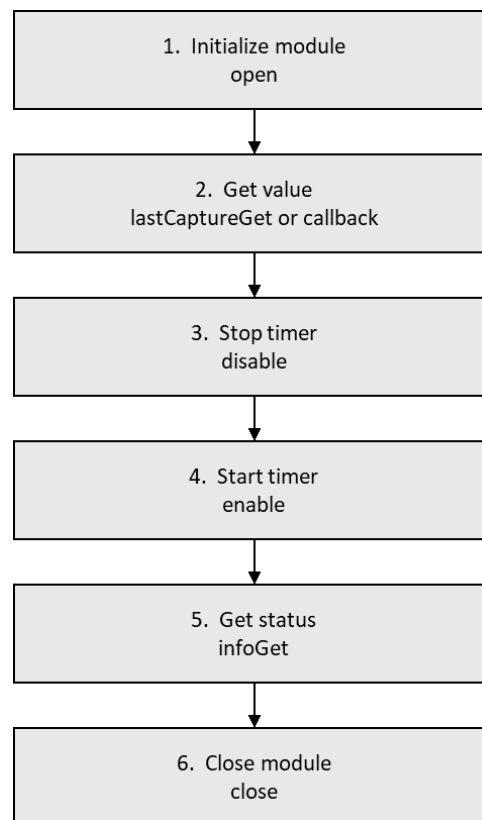 1. Initialize module
open
2. Get value
lastCaptureGet or callback
3. Stop timer
disable
4. Start timer
enable
5. Get status
infoGet
6. Close module
close